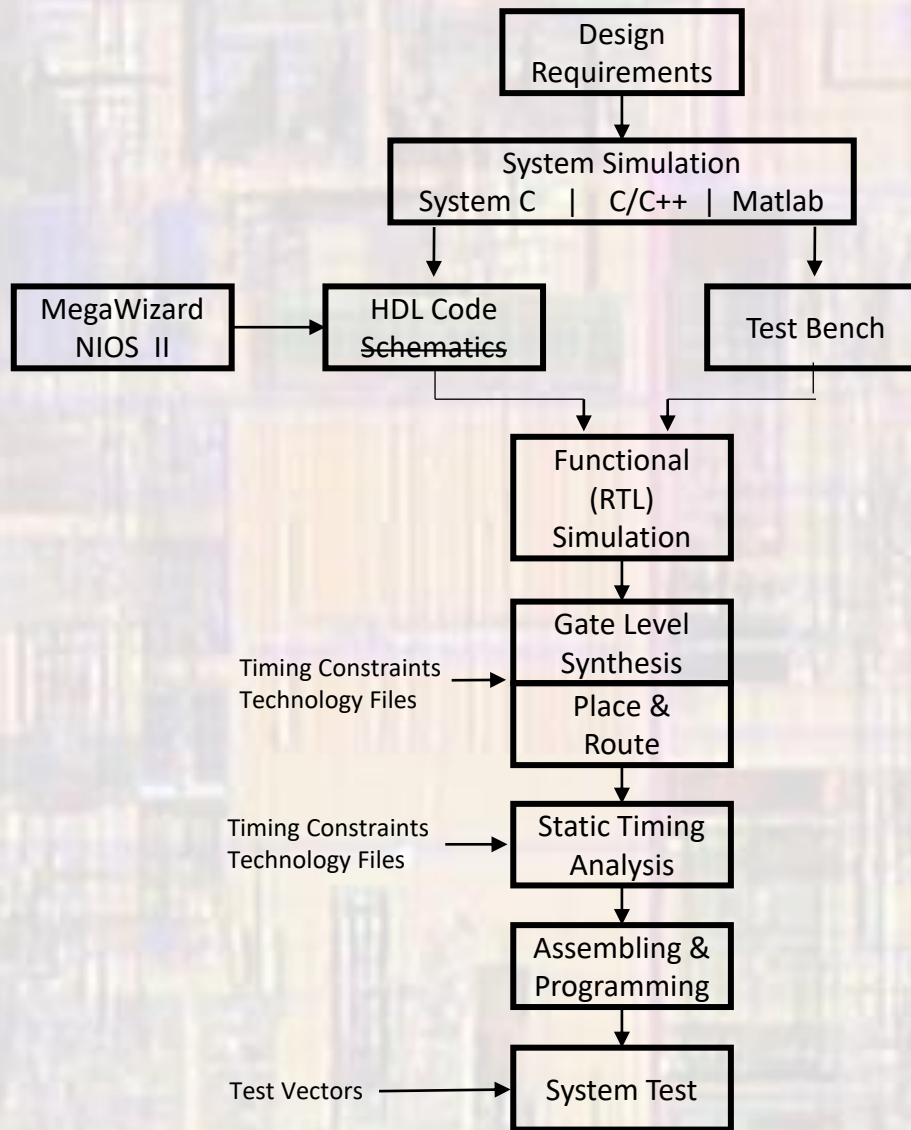 Design
Requirements
System Simulation
System C | C/C++ | Matlab
MegaWizard
NIOS II
HDL Code
Schematics
Test Bench
Functional
(RTL)
Simulation
Gate Level
Synthesis
Timing Constraints
Technology Files
Place &
Route
Timing Constraints
Technology Files
Static Timing
Analysis
Assembling &
Programming
Test Vectors
System Test